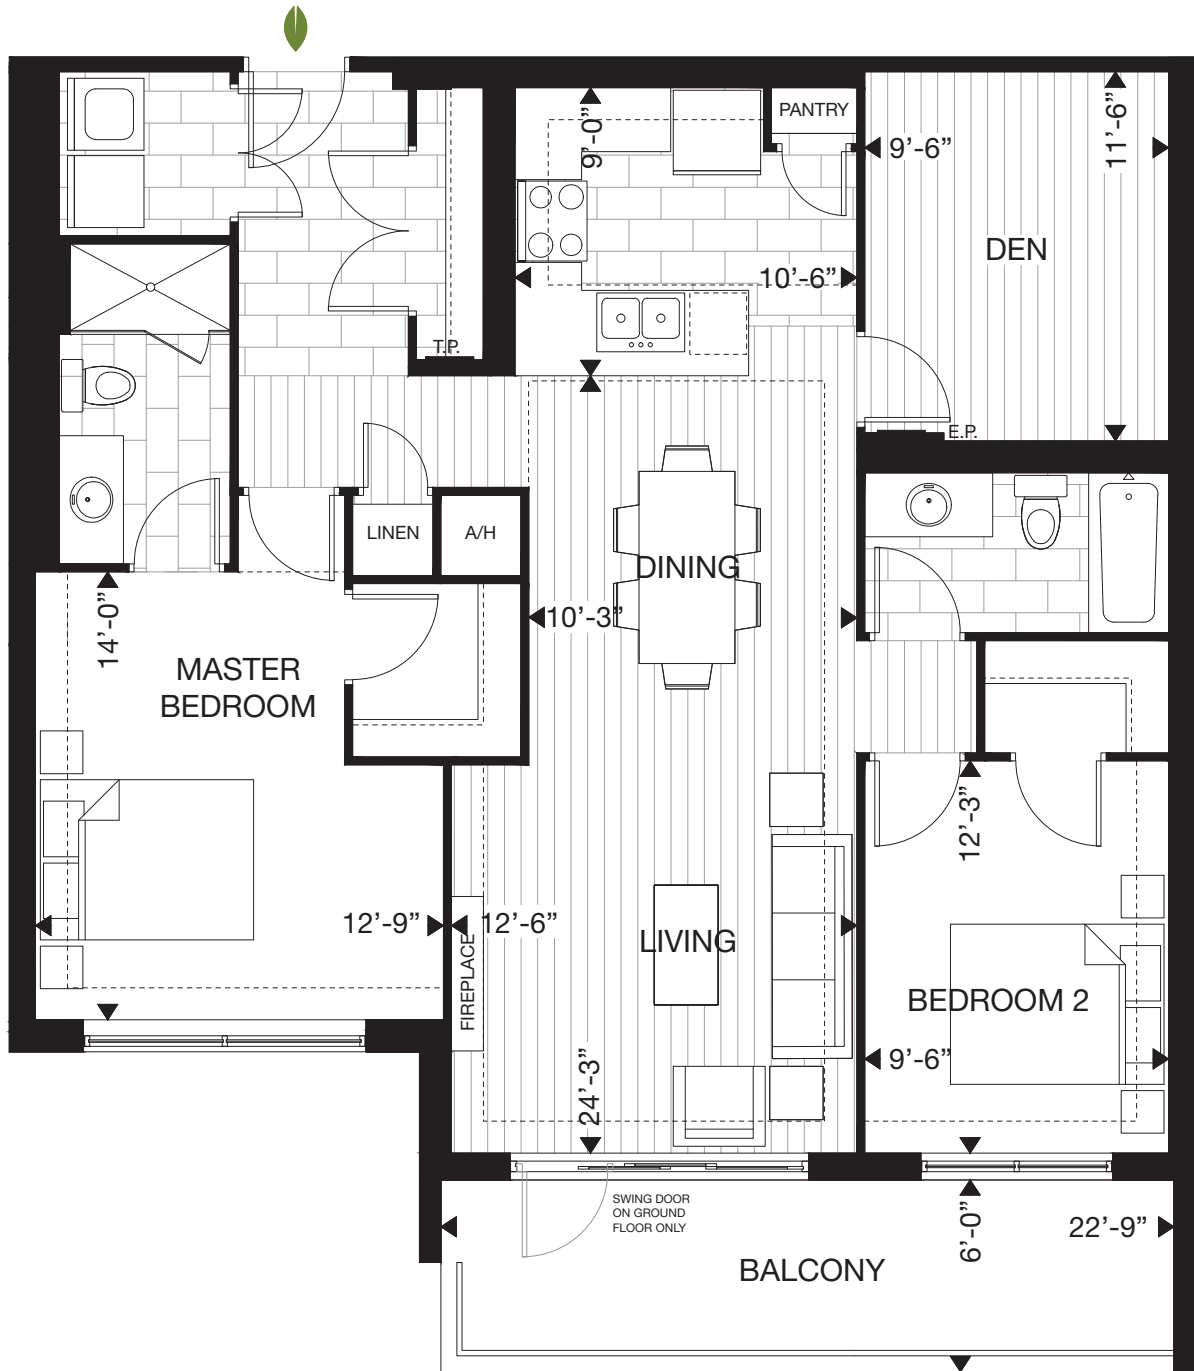 PANTRY
9'-0”
9'-6”
11'-6”
DEN
10'-6”
T.P.
E.P.
LINEN
A/H
DINING
14'-0”
10'-3”
MASTER
BEDROOM
12'-3”
12'-9”
12'-6”
FIREPLACE
LIVING
BEDROOM 2
9'-6”
24'-3”
SWING DOOR
ON GROUND
FLOOR ONLY
6'-0”
22'-9”
BALCONY